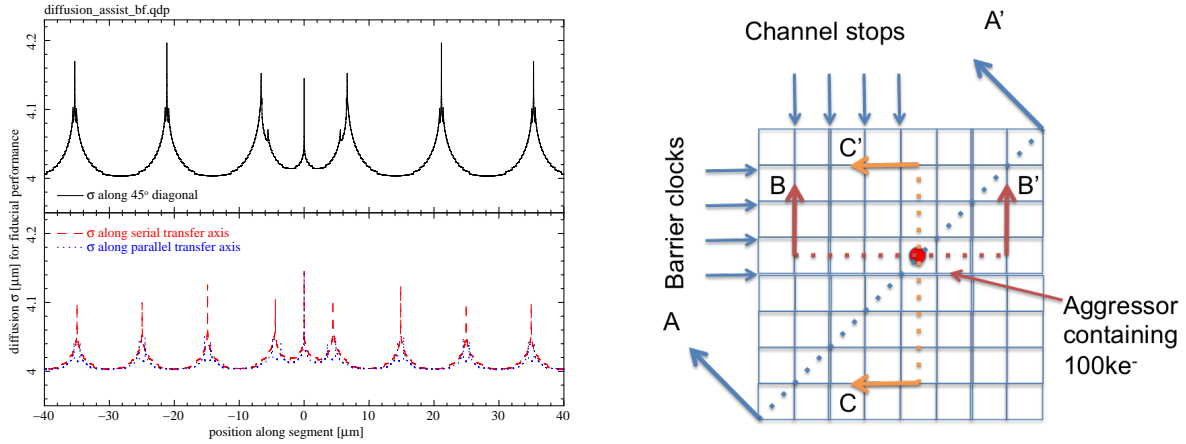 diffusion_assist_bf.qdp
4.2
4.1
4
σ along 45° diagonal
4.2
4.1
4
σ along serial transfer axis
σ along parallel transfer axis
diffusion σ [μm] for fiducial performance
−40 −30 −20 −10 0 10 20 30 40
position along segment [μm]
A'
Channel stops
C'
B B'
Barrier clocks
A
C
Aggressor
containing
100ke⁻